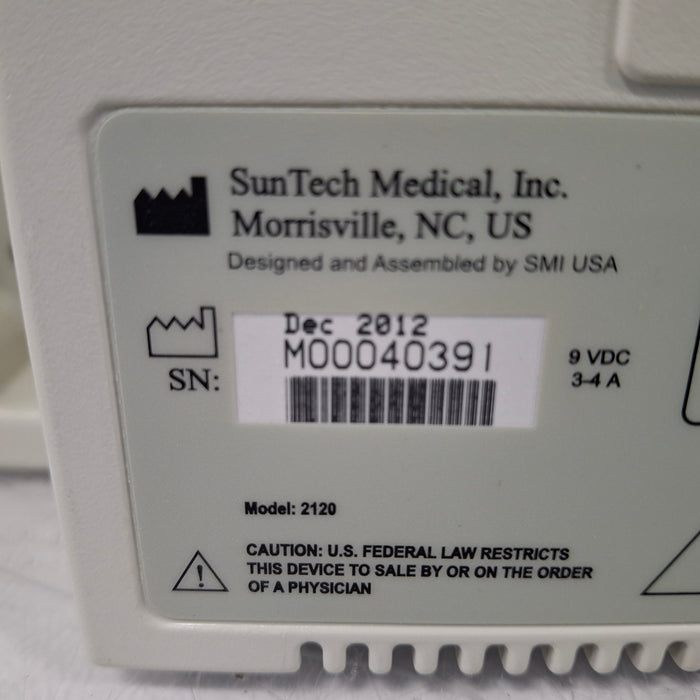 SunTech Medical, Inc.
Morrisville, NC, US
Designed and Assembled by SMI USA
Dec 2012
SN: M00040391
9 VDC
3-4 A
Model: 2120
CAUTION: U.S. FEDERAL LAW RESTRICTS
THIS DEVICE TO SALE BY OR ON THE ORDER
OF A PHYSICIAN